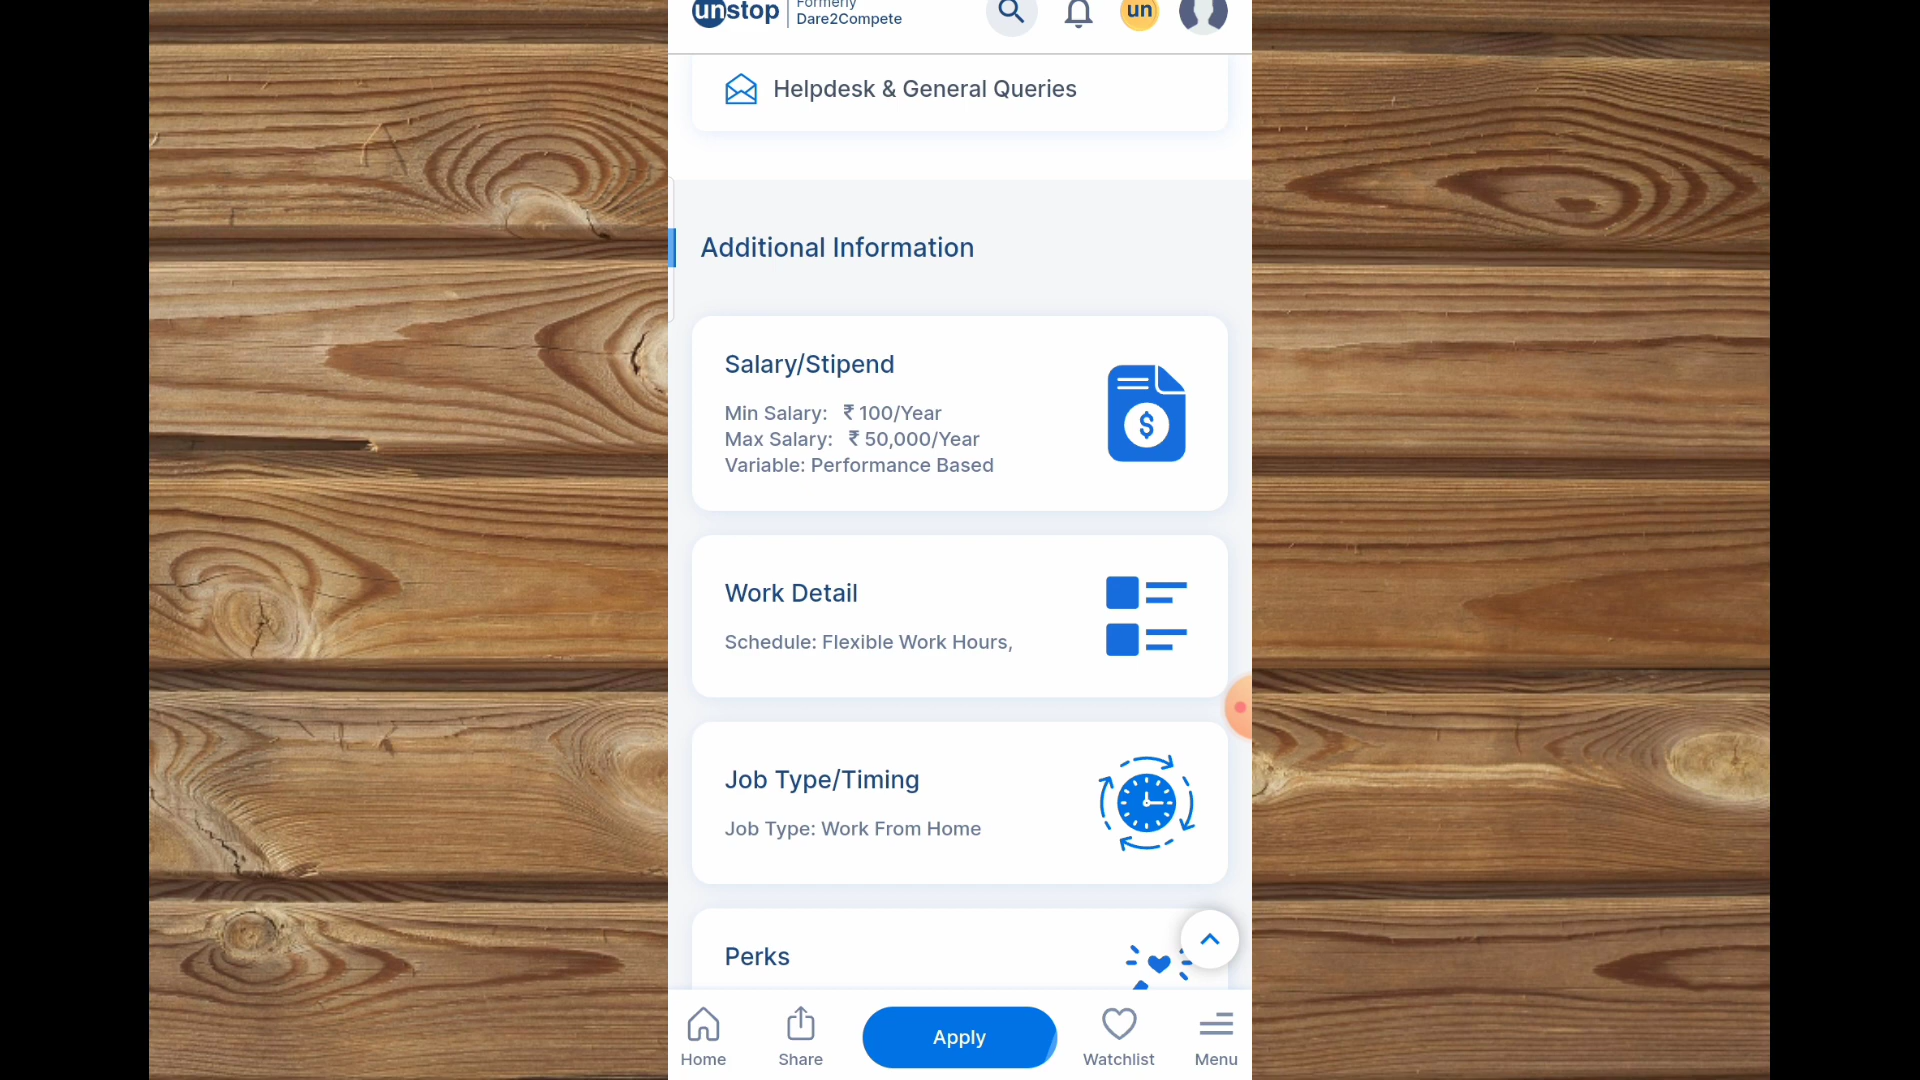 unstop
Formerly
Dare2Compete
un
Helpdesk & General Queries
Additional Information
Salary/Stipend
Min Salary: ₹ 100/Year
Max Salary: ₹ 50,000/Year
Variable: Performance Based
$
Work Detail
Schedule: Flexible Work Hours,
Job Type/Timing
Job Type: Work From Home
Perks
Home
Share
Apply
Watchlist
Menu